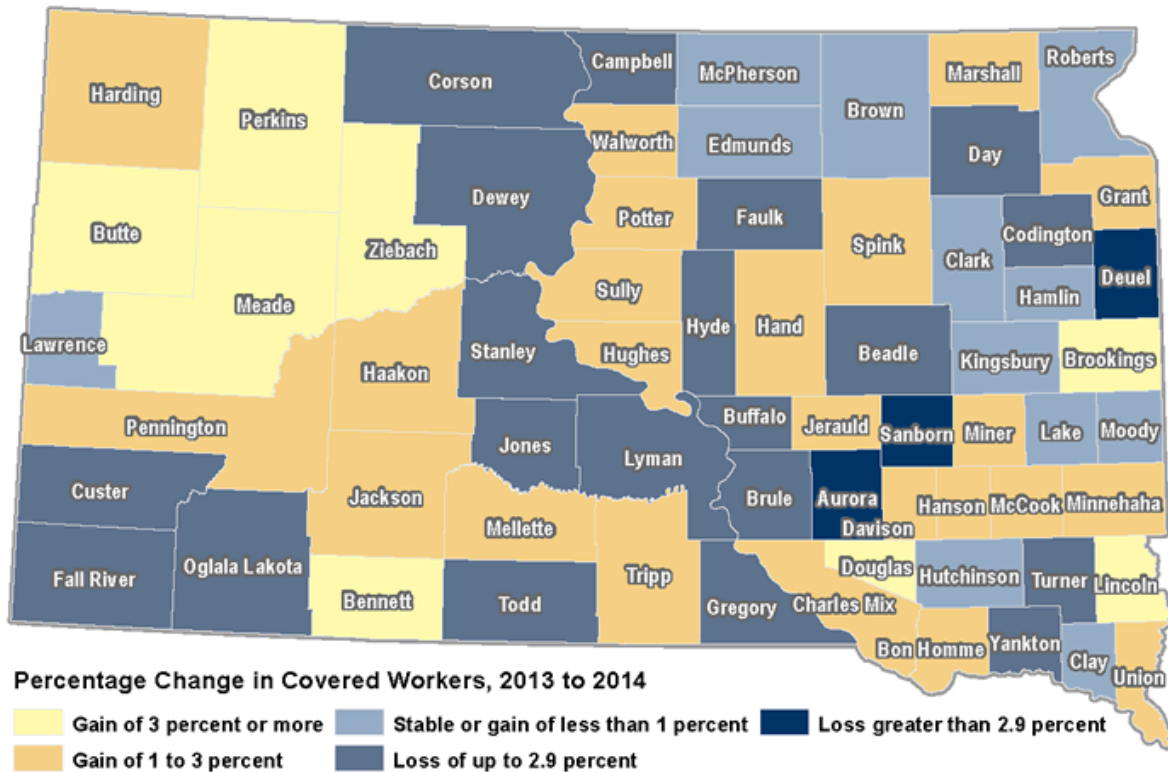 Harding
Perkins
Corson
Campbell
McPherson
Brown
Marshall
Roberts
Walworth
Edmunds
Day
Butte
Ziebach
Dewey
Potter
Faulk
Spink
Clark
Codington
Grant
Deuel
Hamlin
Lawrence
Meade
Haakon
Stanley
Sully
Hughes
Hyde
Hand
Beadle
Kingsbury
Brookings
Pennington
Jackson
Jones
Lyman
Buffalo
Jerauld
Sanborn
Miner
Lake
Moody
Custer
Mellette
Brule
Aurora
Davison
Hanson
McCook
Minnehaha
Fall River
Oglala Lakota
Bennett
Todd
Tripp
Gregory
Charles Mix
Douglas
Hutchinson
Turner
Lincoln
Bon Homme
Yankton
Clay
Union
Percentage Change in Covered Workers, 2013 to 2014
Gain of 3 percent or more
Stable or gain of less than 1 percent
Loss greater than 2.9 percent
Gain of 1 to 3 percent
Loss of up to 2.9 percent